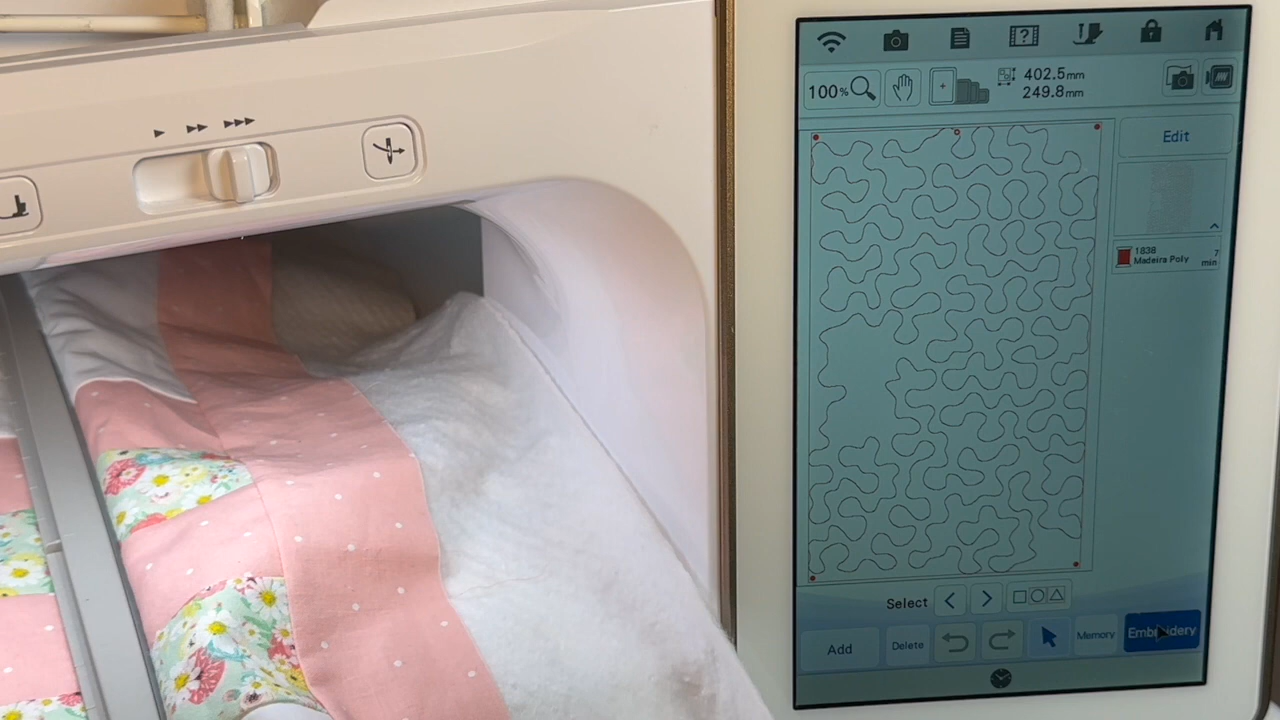 100%
402.5mm
249.8mm
Edit
1838
Madeira Poly
7
min
Select
Add
Delete
Memory
Embroidery